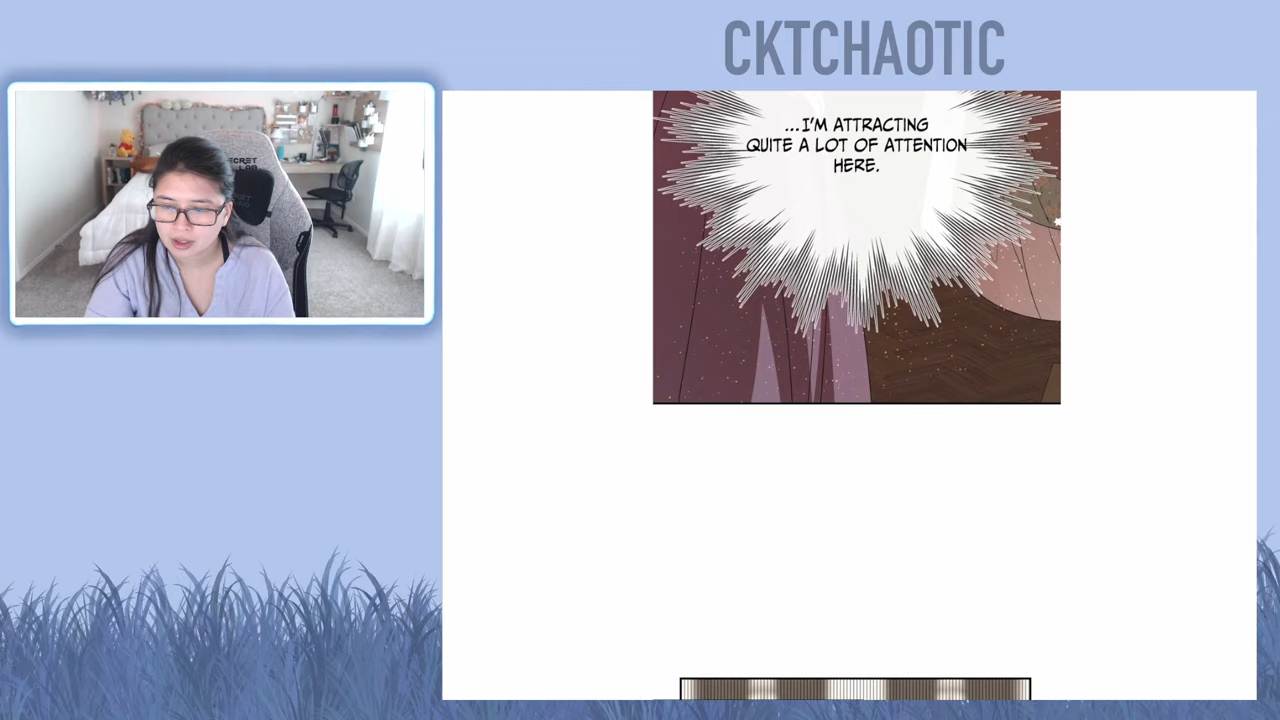 CKTCHAOTIC
...I'M ATTRACTING
QUITE A LOT OF ATTENTION
HERE.